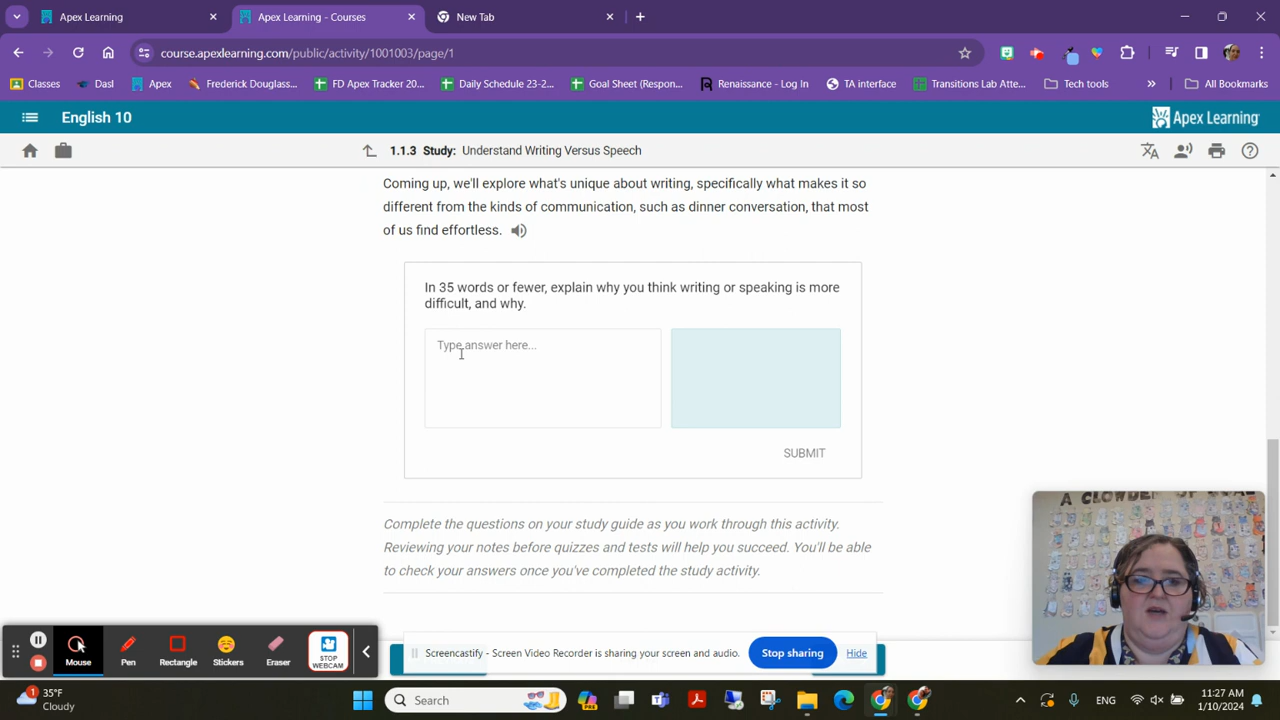 Apex Learning
Apex Learning - Courses
New Tab
course.apexlearning.com/public/activity/1001003/page/1
Classes
Dasl
Apex
Frederick Douglass...
FD Apex Tracker 20...
Daily Schedule 23-2...
Goal Sheet (Respon...
Renaissance - Log In
TA interface
Transitions Lab Atte...
Tech tools
All Bookmarks
English 10
Apex Learning
1.1.3 Study: Understand Writing Versus Speech
Coming up, we'll explore what's unique about writing, specifically what makes it so
different from the kinds of communication, such as dinner conversation, that most
of us find effortless.
In 35 words or fewer, explain why you think writing or speaking is more
difficult, and why.
Type answer here...
SUBMIT
Complete the questions on your study guide as you work through this activity.
Reviewing your notes before quizzes and tests will help you succeed. You'll be able
to check your answers once you've completed the study activity.
A CLOWDER OF
Mouse
Pen
Rectangle
Stickers
Eraser
STOP
WEBCAM
Screencastify - Screen Video Recorder is sharing your screen and audio.
Stop sharing
Hide
1
35°F
Cloudy
Search
PRE
ENG
11:27 AM
1/10/2024